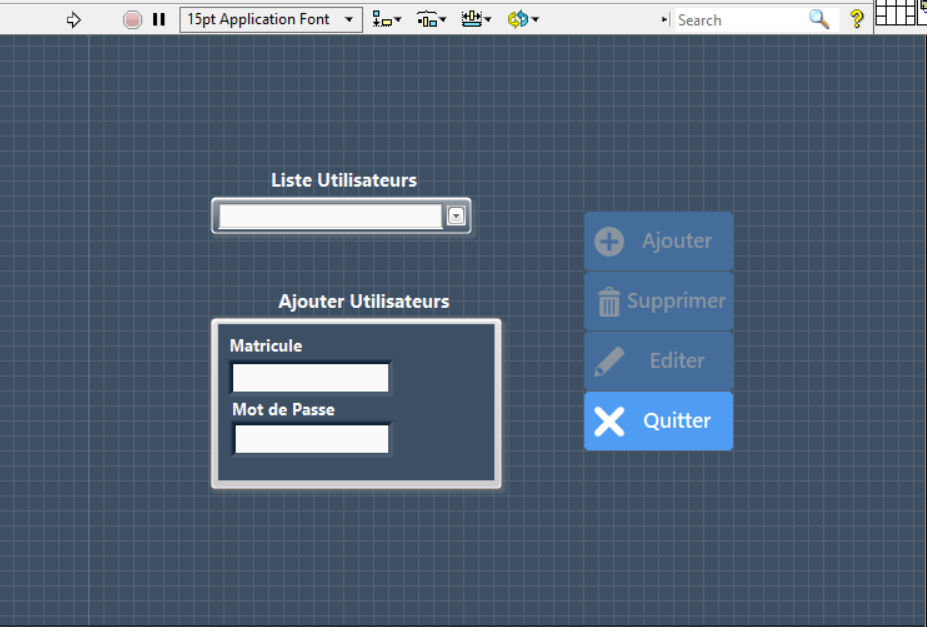 15pt Application Font
Search
Liste Utilisateurs
Ajouter Utilisateurs
Matricule
Mot de Passe
Ajouter
Supprimer
Editer
Quitter